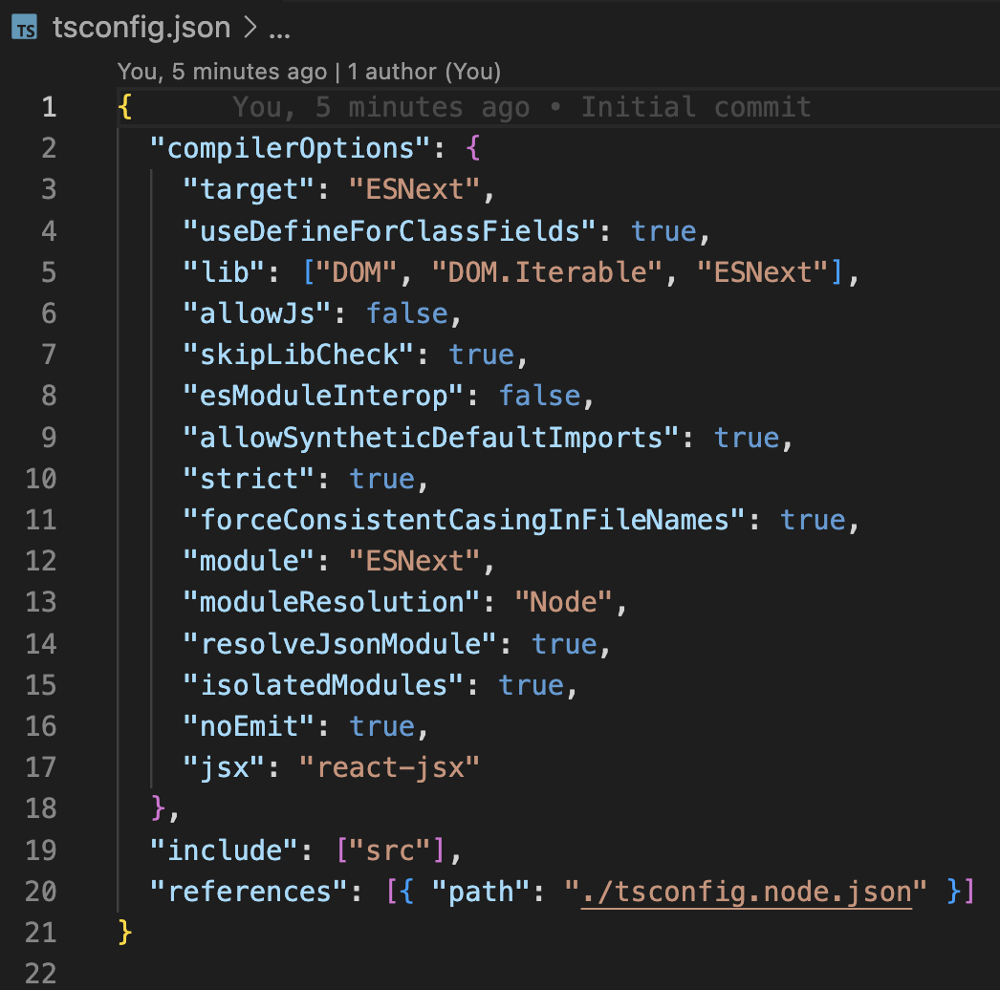 TS tsconfig.json > ...
You, 5 minutes ago | 1 author (You)
1 { You, 5 minutes ago • Initial commit
2 "compilerOptions": {
3 "target": "ESNext",
4 "useDefineForClassFields": true,
5 "lib": ["DOM", "DOM.Iterable", "ESNext"],
6 "allowJs": false,
7 "skipLibCheck": true,
8 "esModuleInterop": false,
9 "allowSyntheticDefaultImports": true,
10 "strict": true,
11 "forceConsistentCasingInFileNames": true,
12 "module": "ESNext",
13 "moduleResolution": "Node",
14 "resolveJsonModule": true,
15 "isolatedModules": true,
16 "noEmit": true,
17 "jsx": "react-jsx"
18 },
19 "include": ["src"],
20 "references": [{ "path": "./tsconfig.node.json" }]
21 }
22